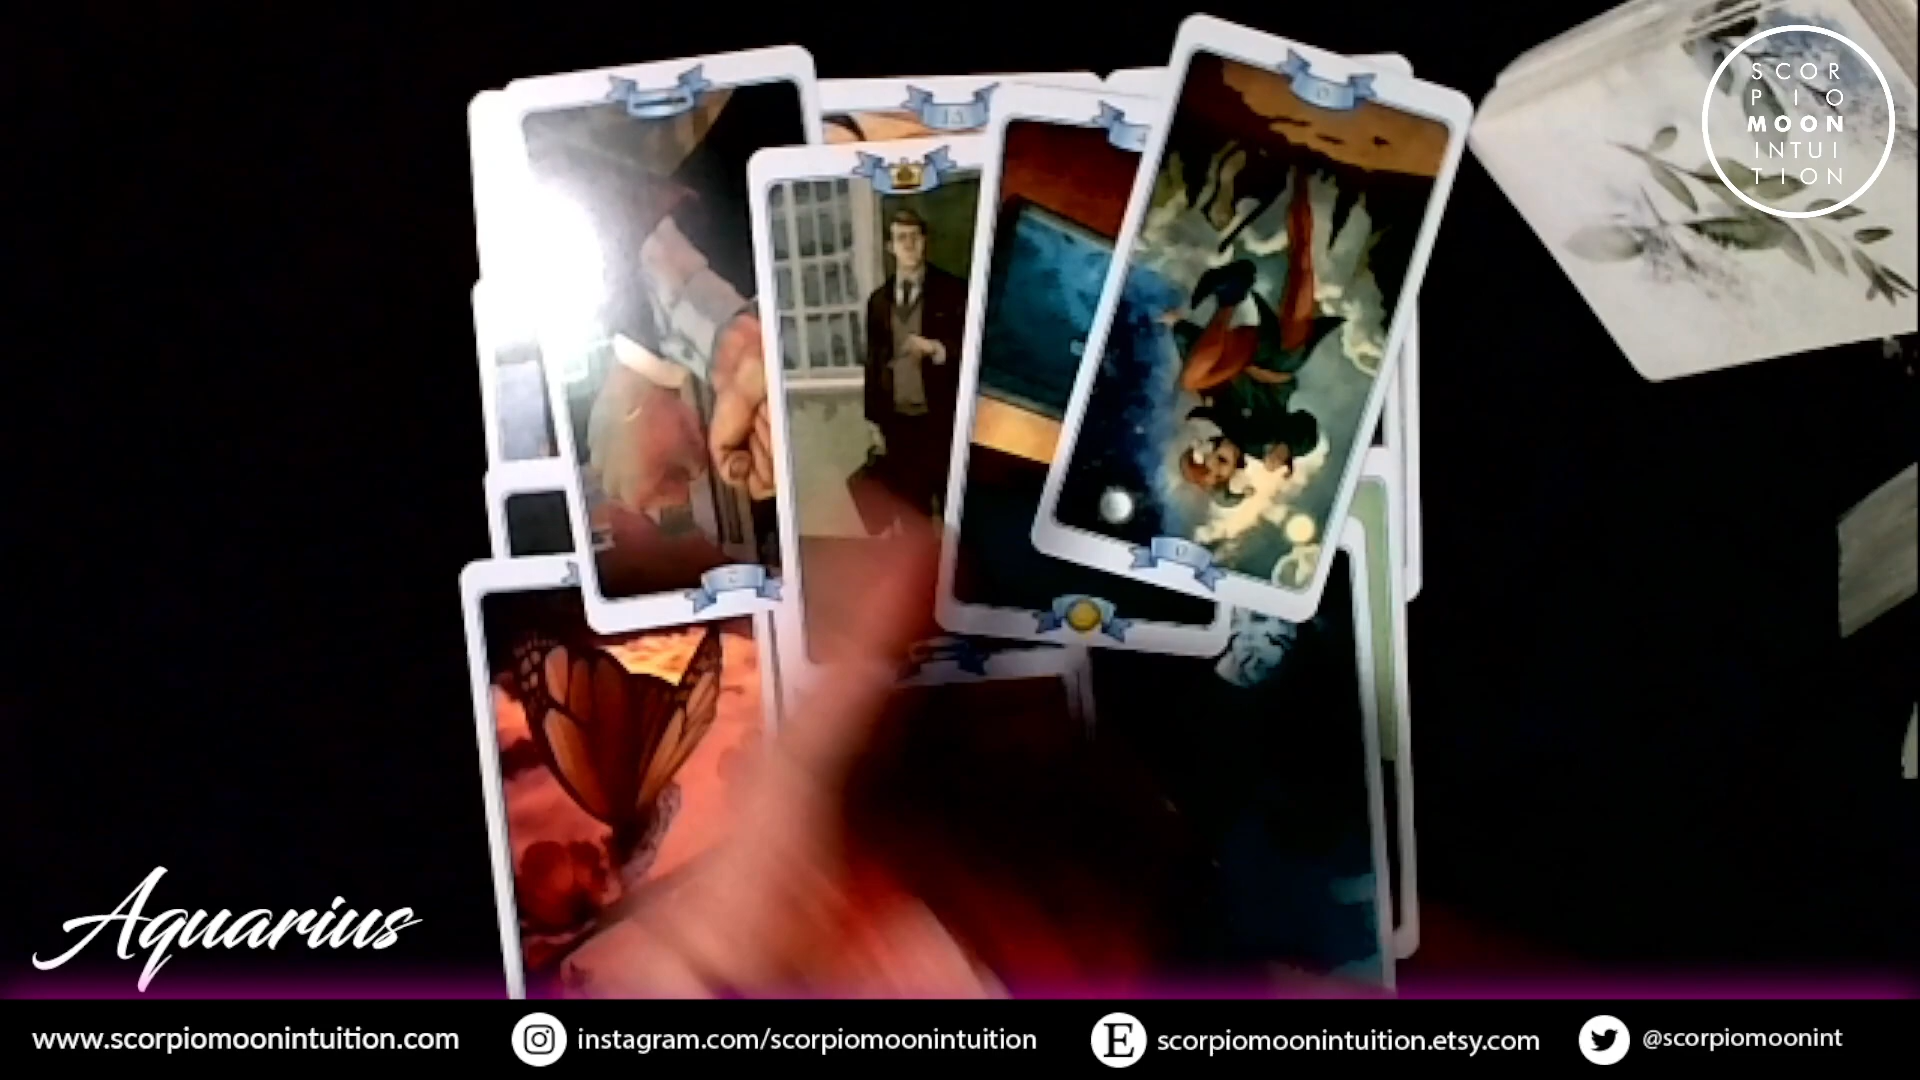 SCOR
PIO
MOON
INTUI
TION
Aquarius
www.scorpiomoonintuition.com
instagram.com/scorpiomoonintuition
E
scorpiomoonintuition.etsy.com
@scorpiomoonint